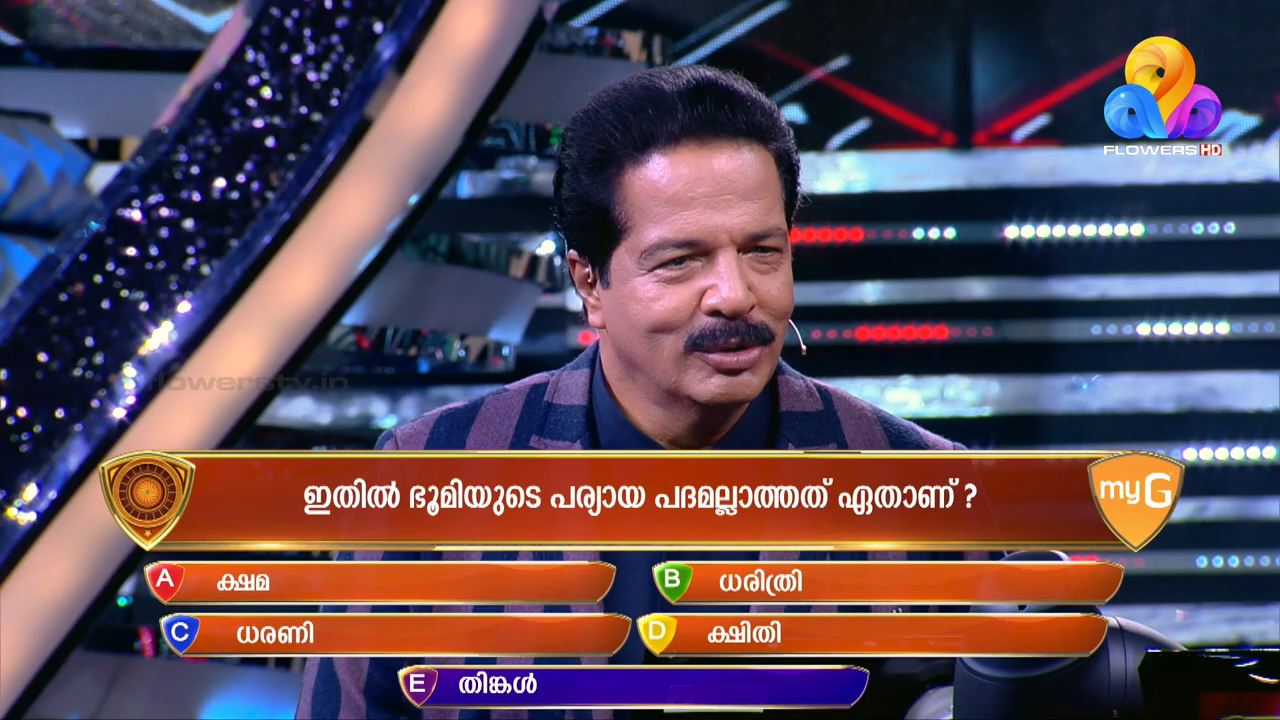 FLOWERS HD
flowerstv.in
ഇതിൽ ഭൂമിയുടെ പര്യായ പദമല്ലാത്തത് ഏതാണ് ?
myG
A ക്ഷമ
B ധരിത്രി
C ധരണി
D ക്ഷിതി
E തിങ്കൾ